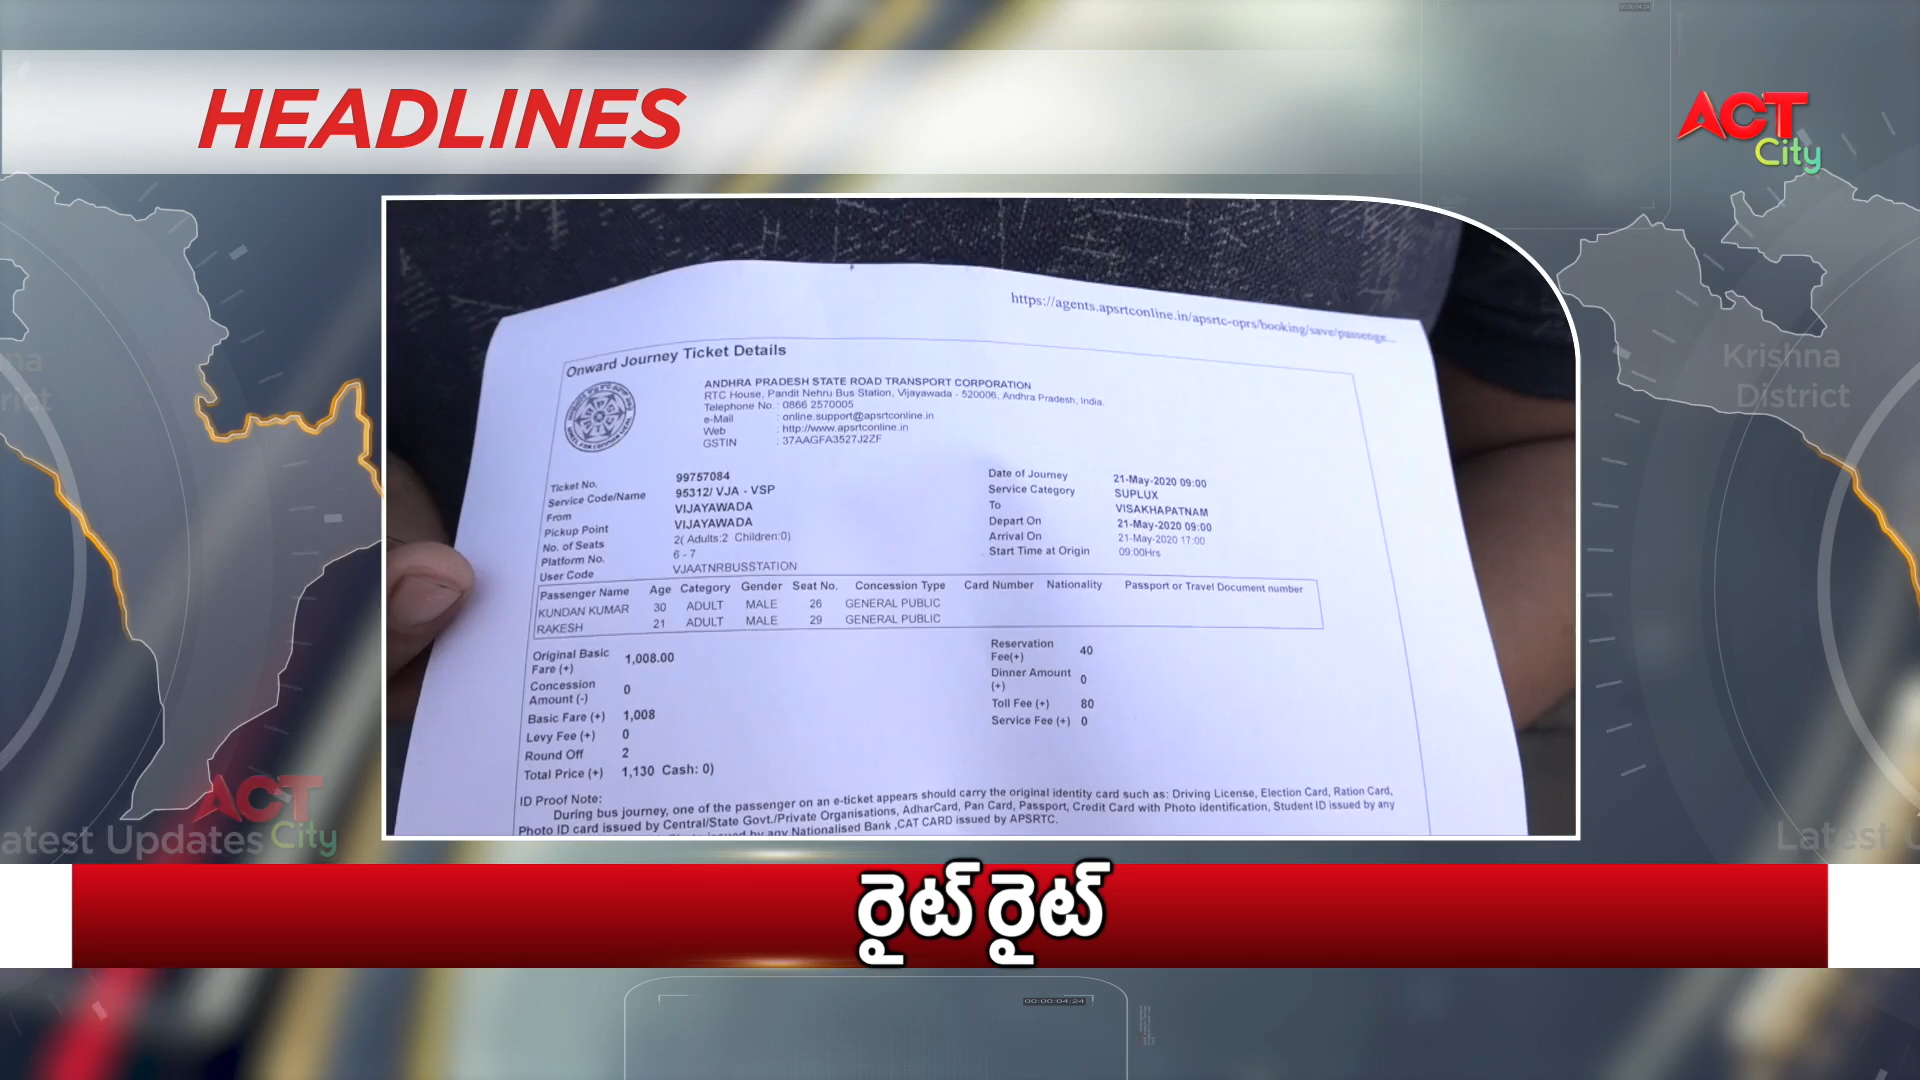 HEADLINES
ACT
City
https://agents.apsrtconline.in/apsrtc-oprs/booking/save/passenge...
Onward Journey Ticket Details
ANDHRA PRADESH STATE ROAD TRANSPORT CORPORATION
RTC House, Pandit Nehru Bus Station, Vijayawada - 520006, Andhra Pradesh, India.
Telephone No. : 0866 2570005
e-Mail : online.support@apsrtconline.in
Web : http://www.apsrtconline.in
GSTIN : 37AAGFA3527J2ZF
Ticket No. 99757084 Date of Journey 21-May-2020 09:00
Service Code/Name 95312/ VJA - VSP Service Category SUPLUX
From VIJAYAWADA To VISAKHAPATNAM
Pickup Point VIJAYAWADA Depart On 21-May-2020 09:00
No. of Seats 2( Adults:2 Children:0) Arrival On 21-May-2020 17:00
Platform No. 6 - 7 Start Time at Origin 09:00Hrs
User Code VJAATNRBUSSTATION
Passenger Name Age Category Gender Seat No. Concession Type Card Number Nationality Passport or Travel Document number
KUNDAN KUMAR 30 ADULT MALE 26 GENERAL PUBLIC
RAKESH 21 ADULT MALE 29 GENERAL PUBLIC
Original Basic Fare (+) 1,008.00 Reservation Fee(+) 40
Concession Amount (-) 0 Dinner Amount (+) 0
Basic Fare (+) 1,008 Toll Fee (+) 80
Levy Fee (+) 0 Service Fee (+) 0
Round Off 2
Total Price (+) 1,130 Cash: 0)
ID Proof Note:
During bus journey, one of the passenger on an e-ticket appears should carry the original identity card such as: Driving License, Election Card, Ration Card,
Photo ID card issued by Central/State Govt./Private Organisations, AdharCard, Pan Card, Passport, Credit Card with Photo identification, Student ID issued by any
issued by any Nationalised Bank ,CAT CARD issued by APSRTC.
Krishna
District
ACT
City
atest Updates
Latest U
రైట్ రైట్
00:00:04:24